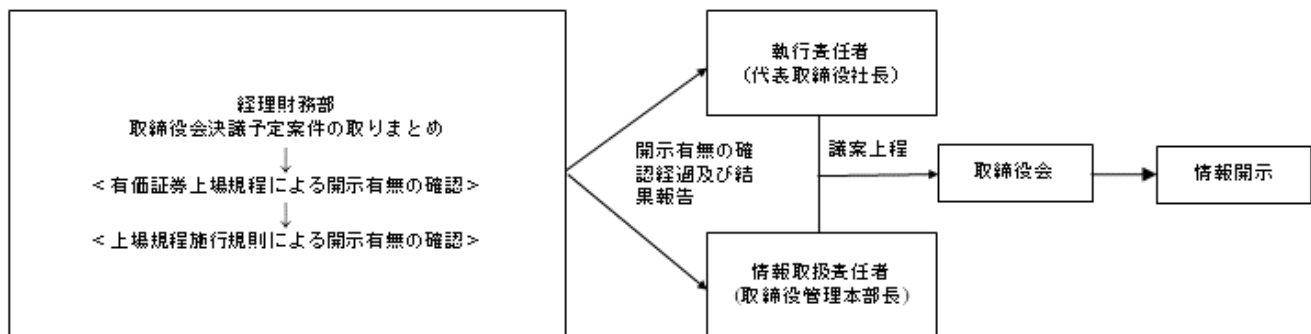 経理財務部
取締役会決議予定案件の取りまとめ
↓
＜有価証券上場規程による開示有無の確認＞
↓
＜上場規程施行規則による開示有無の確認＞
開示有無の確
認経過及び結
果報告
執行責任者
（代表取締役社長）
議案上程
情報取扱責任者
（取締役管理本部長）
取締役会
情報開示